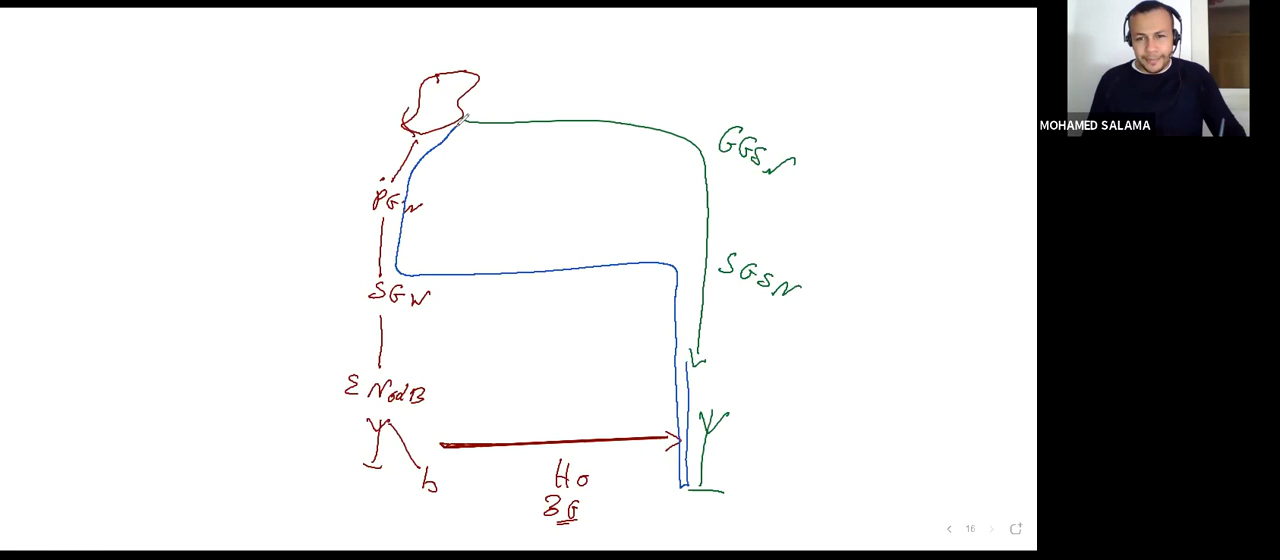 GGSN
MOHAMED SALAMA
PGW
SGSN
SGW
ENodB
HO
3G
16